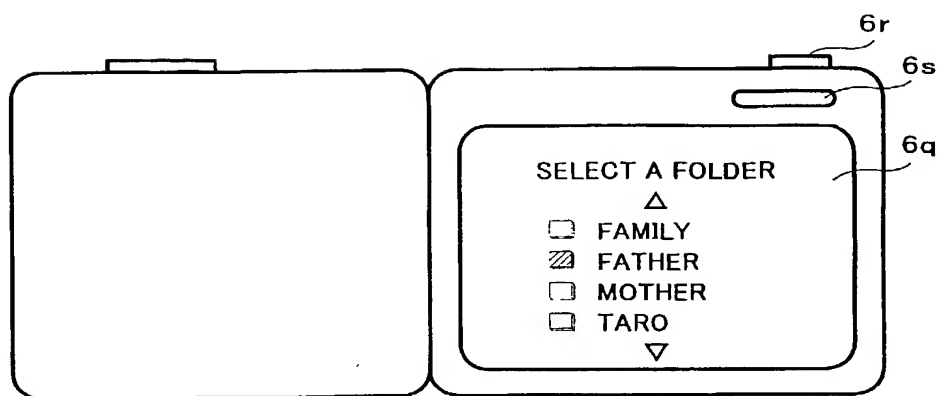 6r
6s
6q
SELECT A FOLDER
FAMILY
FATHER
MOTHER
TARO